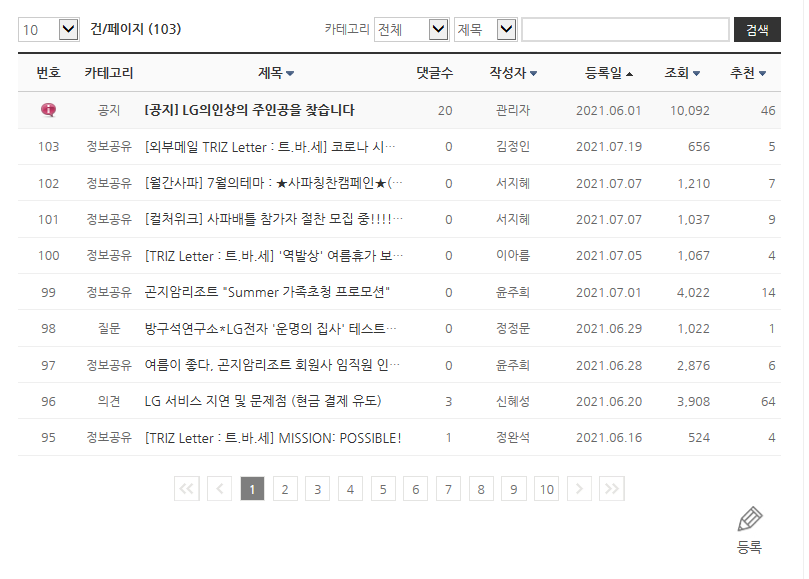 10 건/페이지 (103) 카테고리 전체 제목 검색
번호 카테고리 제목 댓글수 작성자 등록일 조회 추천
공지 [공지] LG의인상의 주인공을 찾습니다 20 관리자 2021.06.01 10,092 46
103 정보공유 [외부메일 TRIZ Letter : 트.바.세] 코로나 시… 0 김정인 2021.07.19 656 5
102 정보공유 [월간사파] 7월의테마 : ★사파칭찬캠페인★(… 0 서지혜 2021.07.07 1,210 7
101 정보공유 [컬처위크] 사파배틀 참가자 절찬 모집 중!!!!… 0 서지혜 2021.07.07 1,037 9
100 정보공유 [TRIZ Letter : 트.바.세] '역발상' 여름휴가 보… 0 이아름 2021.07.05 1,067 4
99 정보공유 곤지암리조트 "Summer 가족초청 프로모션" 0 윤주희 2021.07.01 4,022 14
98 질문 방구석연구소*LG전자 '운명의 집사' 테스트… 0 정정문 2021.06.29 1,022 1
97 정보공유 여름이 좋다, 곤지암리조트 회원사 임직원 인… 0 윤주희 2021.06.28 2,876 6
96 의견 LG 서비스 지연 및 문제점 (현금 결제 유도) 3 신혜성 2021.06.20 3,908 64
95 정보공유 [TRIZ Letter : 트.바.세] MISSION: POSSIBLE! 1 정완석 2021.06.16 524 4
1 2 3 4 5 6 7 8 9 10
등록